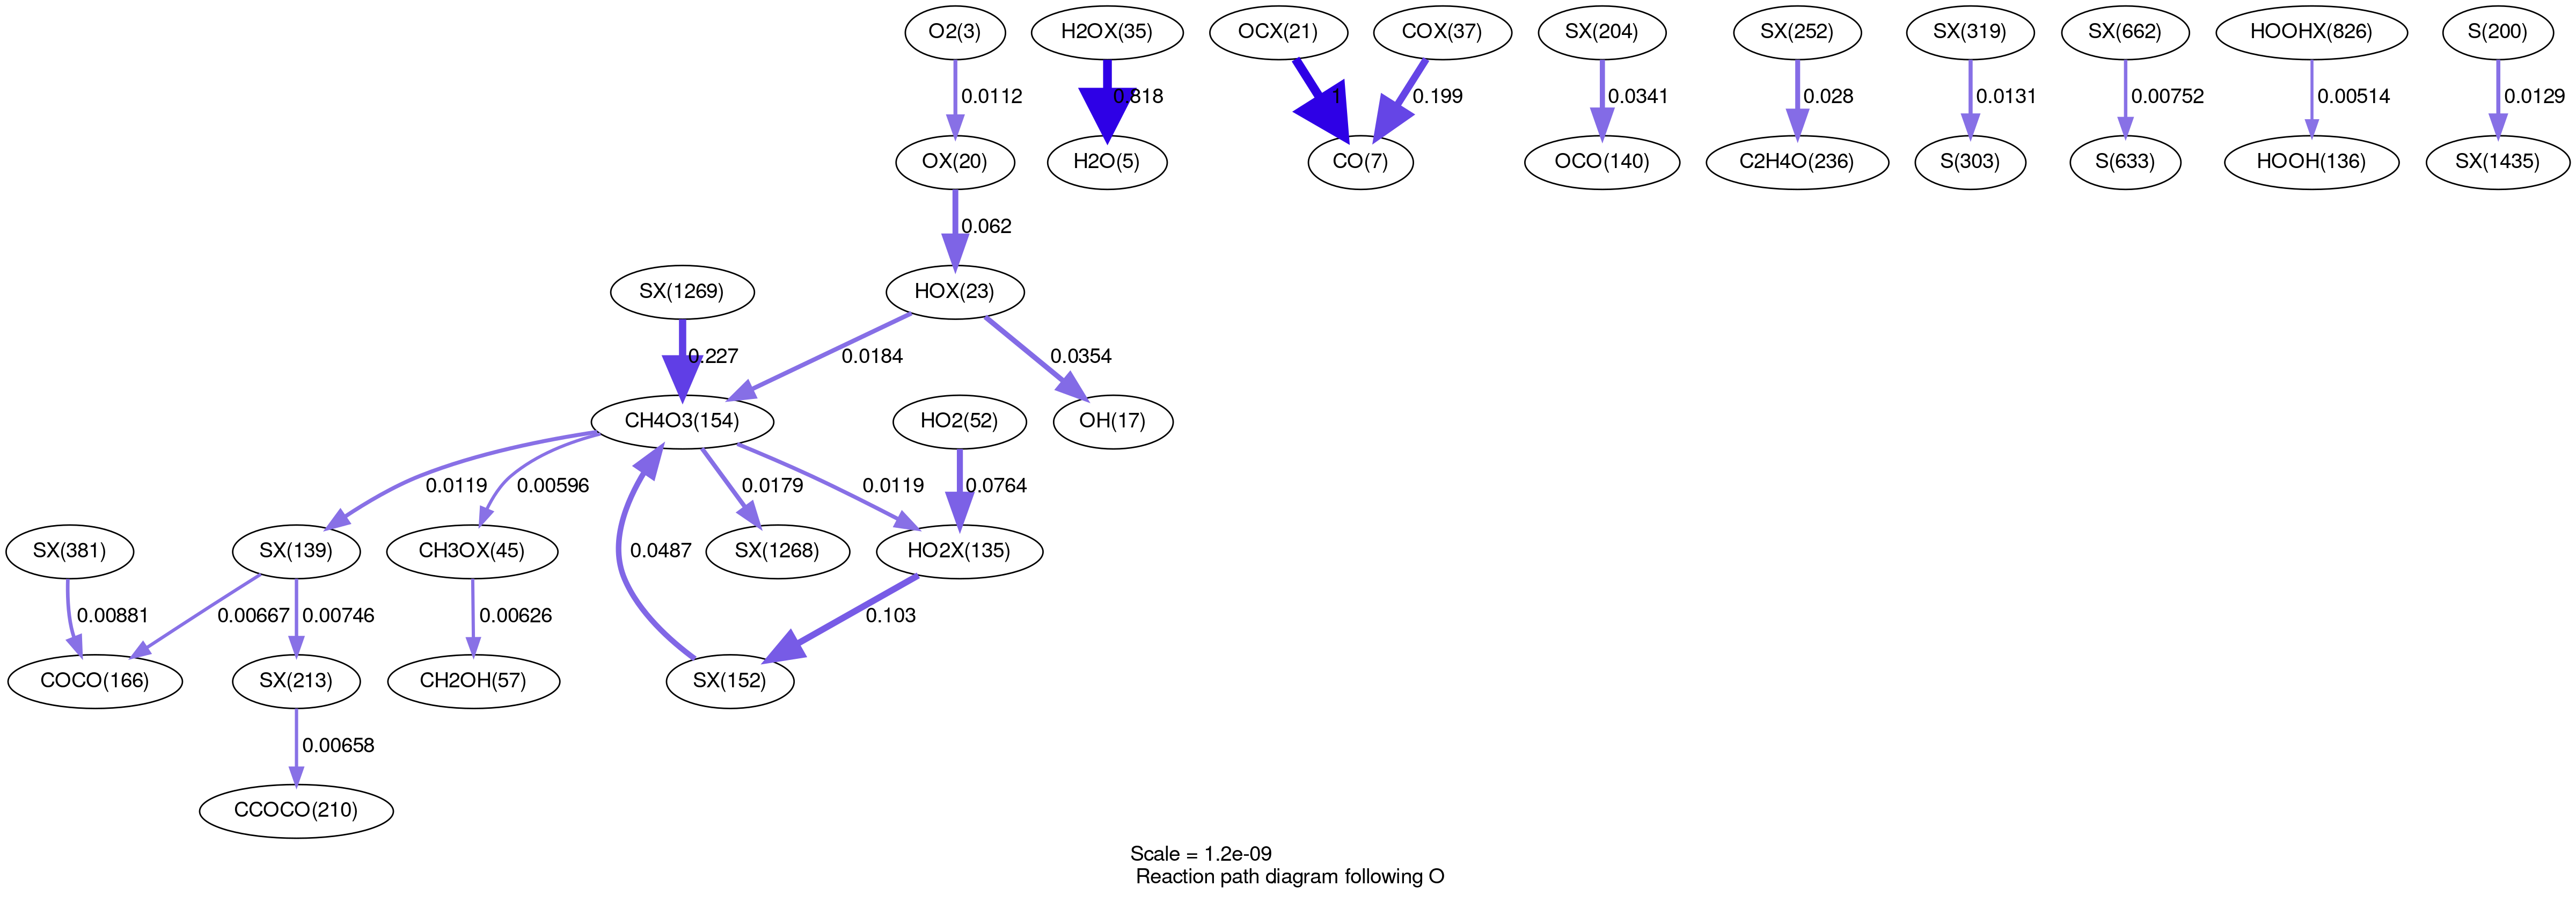 O2(3)
H2OX(35)
OCX(21)
COX(37)
SX(204)
SX(252)
SX(319)
SX(662)
HOOHX(826)
S(200)
0.0112
0.818
1
0.199
0.0341
0.028
0.0131
0.00752
0.00514
0.0129
OX(20)
H2O(5)
CO(7)
OCO(140)
C2H4O(236)
S(303)
S(633)
HOOH(136)
SX(1435)
0.062
SX(1269)
HOX(23)
0.227
0.0184
0.0354
CH4O3(154)
HO2(52)
OH(17)
0.0119
0.00596
0.0179
0.0119
0.0764
SX(381)
SX(139)
CH3OX(45)
0.0487
SX(1268)
HO2X(135)
0.00881
0.00667
0.00746
0.00626
0.103
COCO(166)
SX(213)
CH2OH(57)
SX(152)
0.00658
CCOCO(210)
Scale = 1.2e-09
Reaction path diagram following O